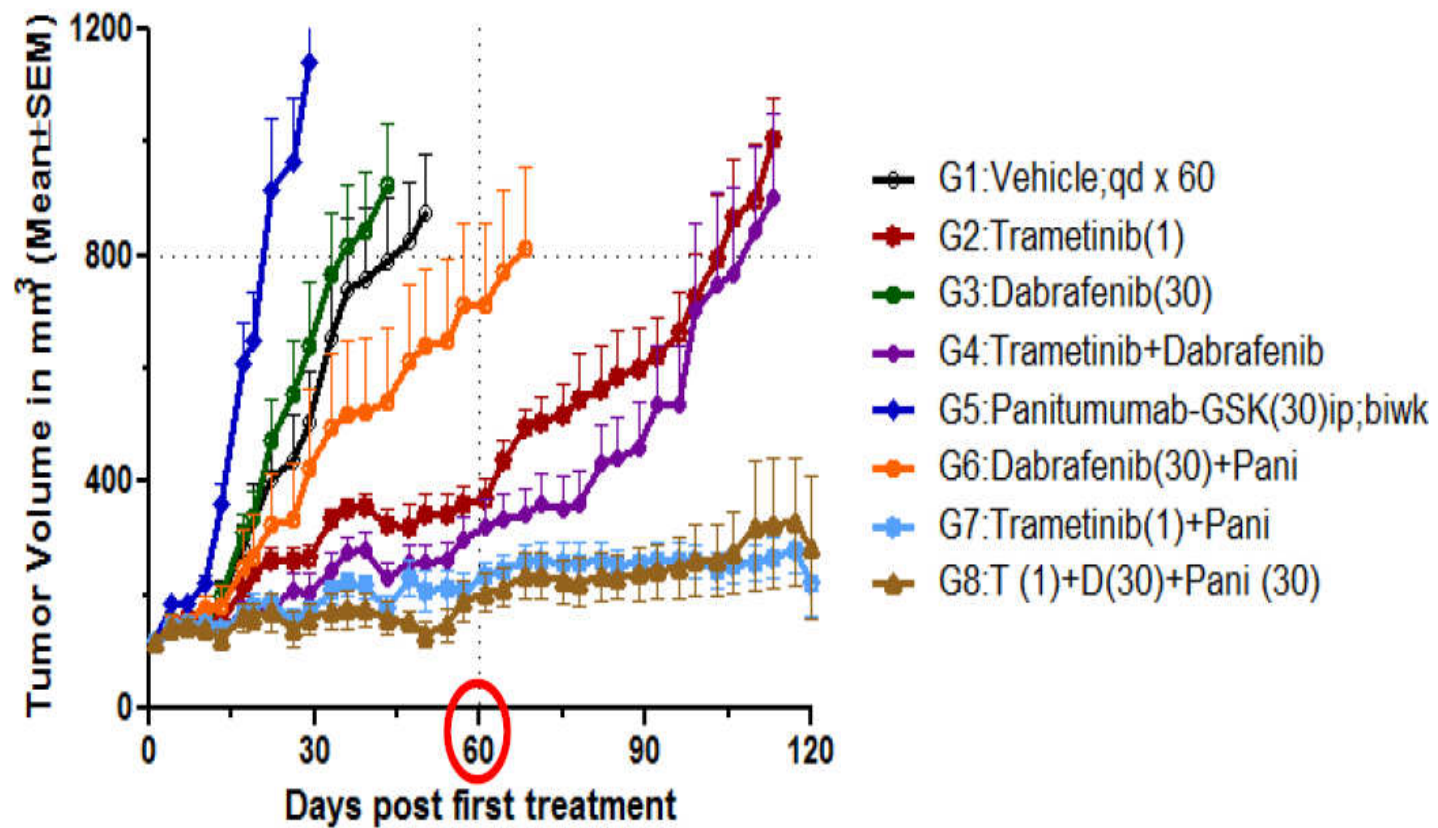 Tumor Volume in mm³ (Mean±SEM)
1200
800
400
0
0 30 60 90 120
Days post first treatment
G1:Vehicle;qd x 60
G2:Trametinib(1)
G3:Dabrafenib(30)
G4:Trametinib+Dabrafenib
G5:Panitumumab-GSK(30)ip;biwk
G6:Dabrafenib(30)+Pani
G7:Trametinib(1)+Pani
G8:T (1)+D(30)+Pani (30)